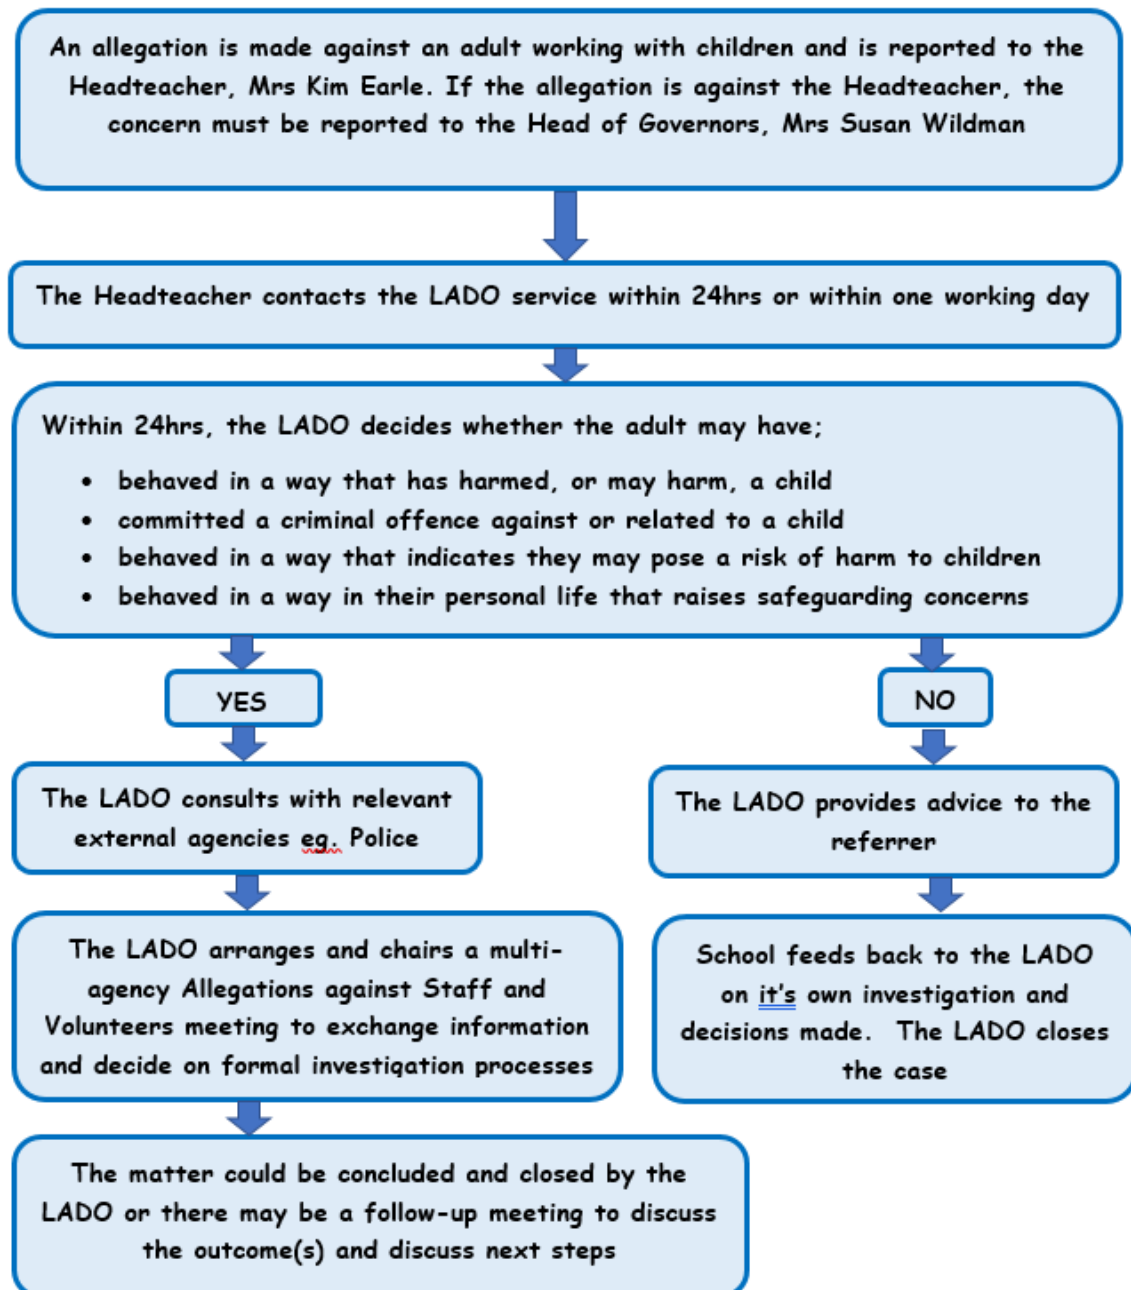 An allegation is made against an adult working with children and is reported to the
Headteacher, Mrs Kim Earle. If the allegation is against the Headteacher, the
concern must be reported to the Head of Governors, Mrs Susan Wildman
The Headteacher contacts the LADO service within 24hrs or within one working day
Within 24hrs, the LADO decides whether the adult may have;
• behaved in a way that has harmed, or may harm, a child
• committed a criminal offence against or related to a child
• behaved in a way that indicates they may pose a risk of harm to children
• behaved in a way in their personal life that raises safeguarding concerns
YES
NO
The LADO consults with relevant
external agencies eg. Police
The LADO provides advice to the
referrer
The LADO arranges and chairs a multi-
agency Allegations against Staff and
Volunteers meeting to exchange information
and decide on formal investigation processes
School feeds back to the LADO
on it's own investigation and
decisions made. The LADO closes
the case
The matter could be concluded and closed by the
LADO or there may be a follow-up meeting to discuss
the outcome(s) and discuss next steps